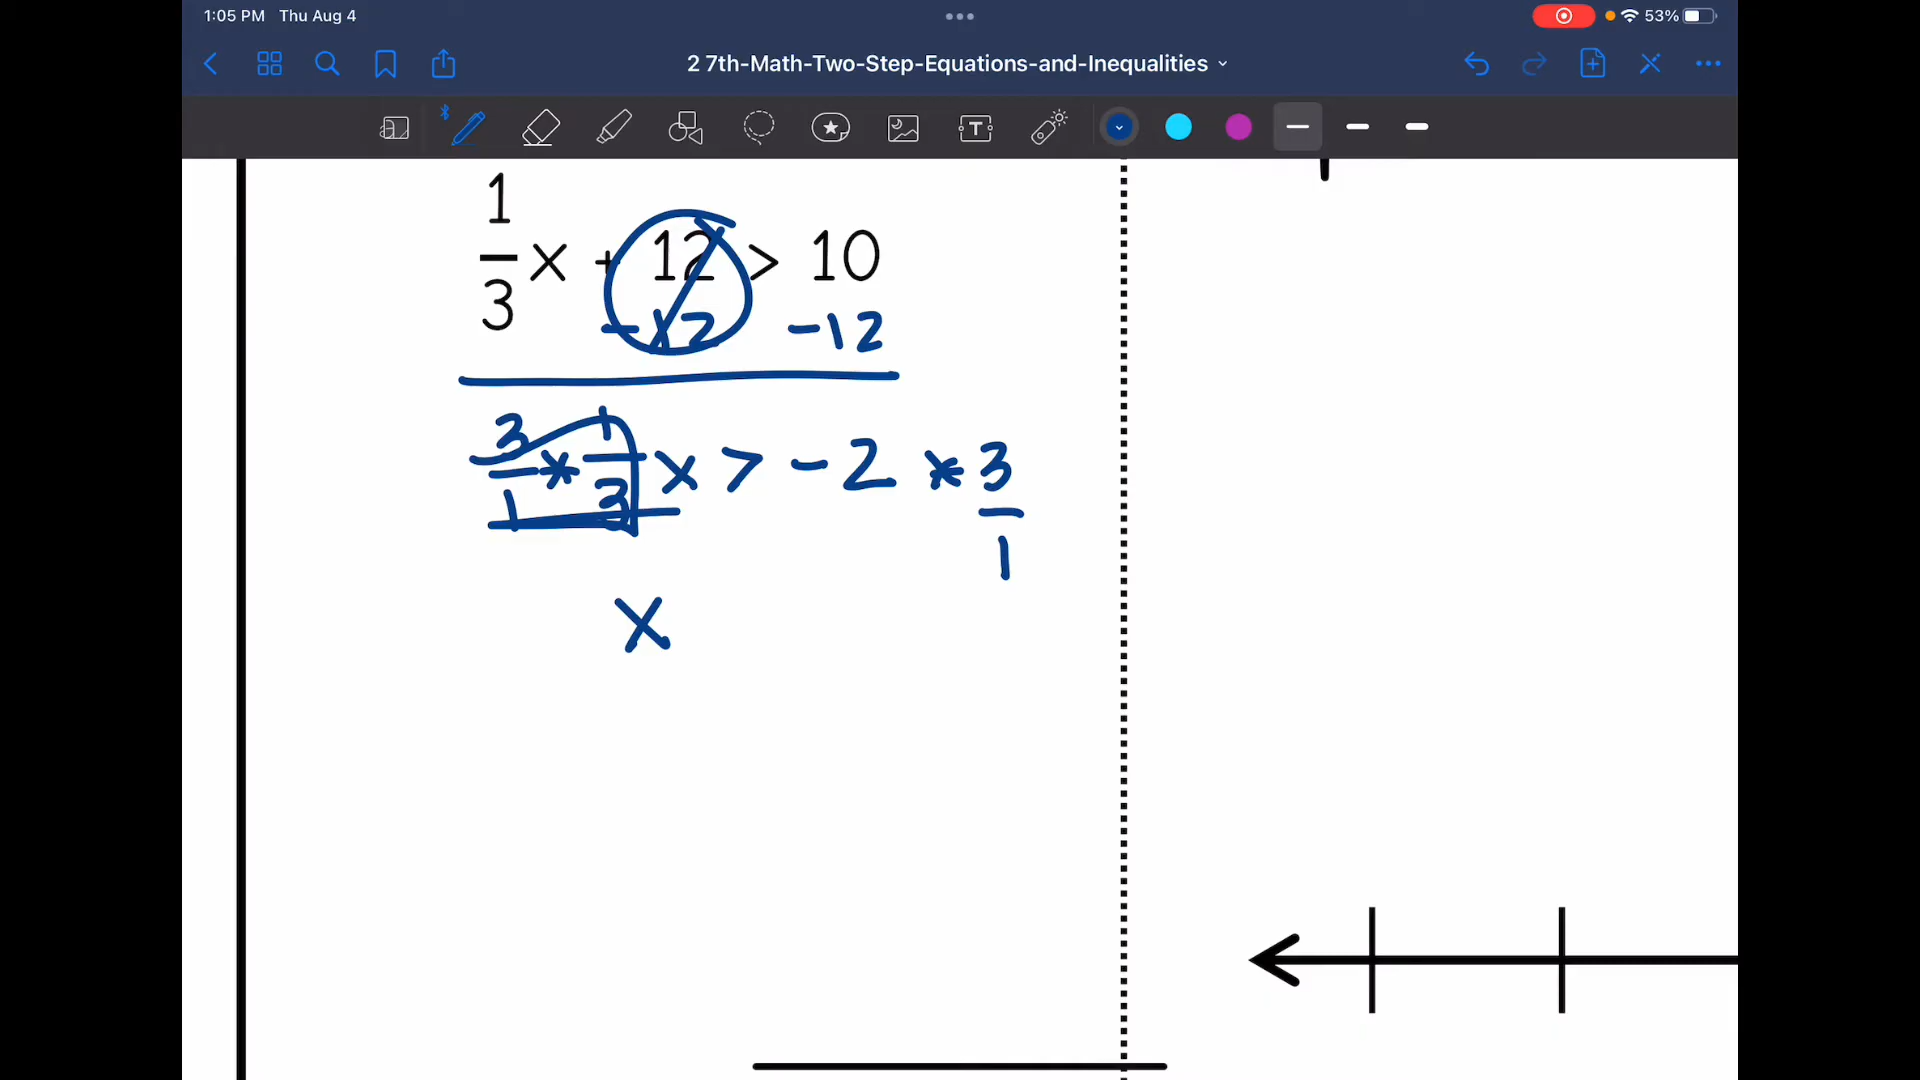 1:05 PM Thu Aug 4
53%
2 7th-Math-Two-Step-Equations-and-Inequalities
1/3 x + 12 > 10
-12 -12
3/1 * 1/3 x > -2 * 3/1
x